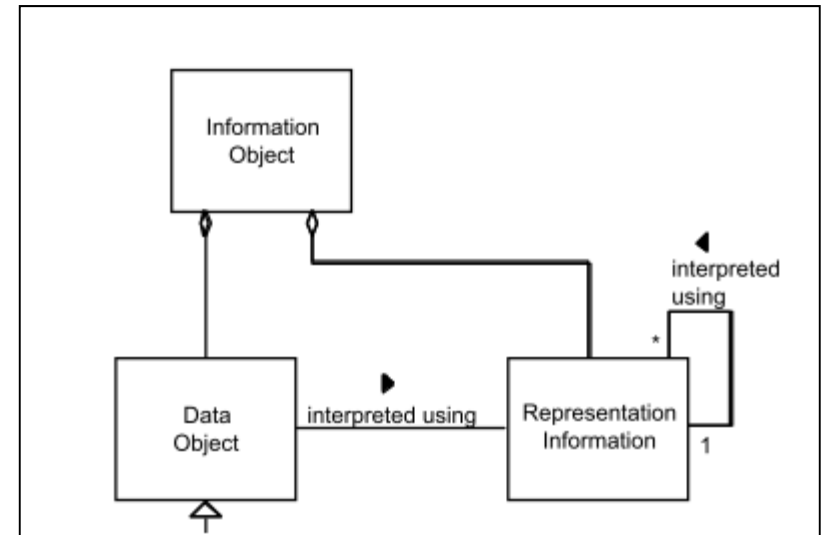 Information
Object
interpreted
using
*
Data
Object
interpreted using
Representation
Information
1